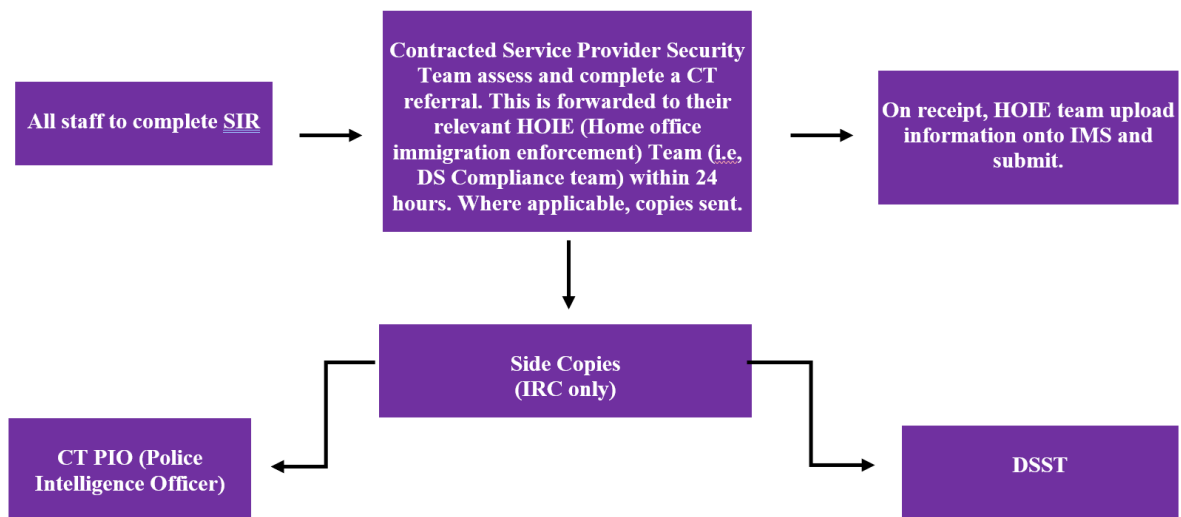 All staff to complete SIR
Contracted Service Provider Security
Team assess and complete a CT
referral. This is forwarded to their
relevant HOIE (Home office
immigration enforcement) Team (i.e,
DS Compliance team) within 24
hours. Where applicable, copies sent.
On receipt, HOIE team upload
information onto IMS and
submit.
Side Copies
(IRC only)
CT PIO (Police
Intelligence Officer)
DSST